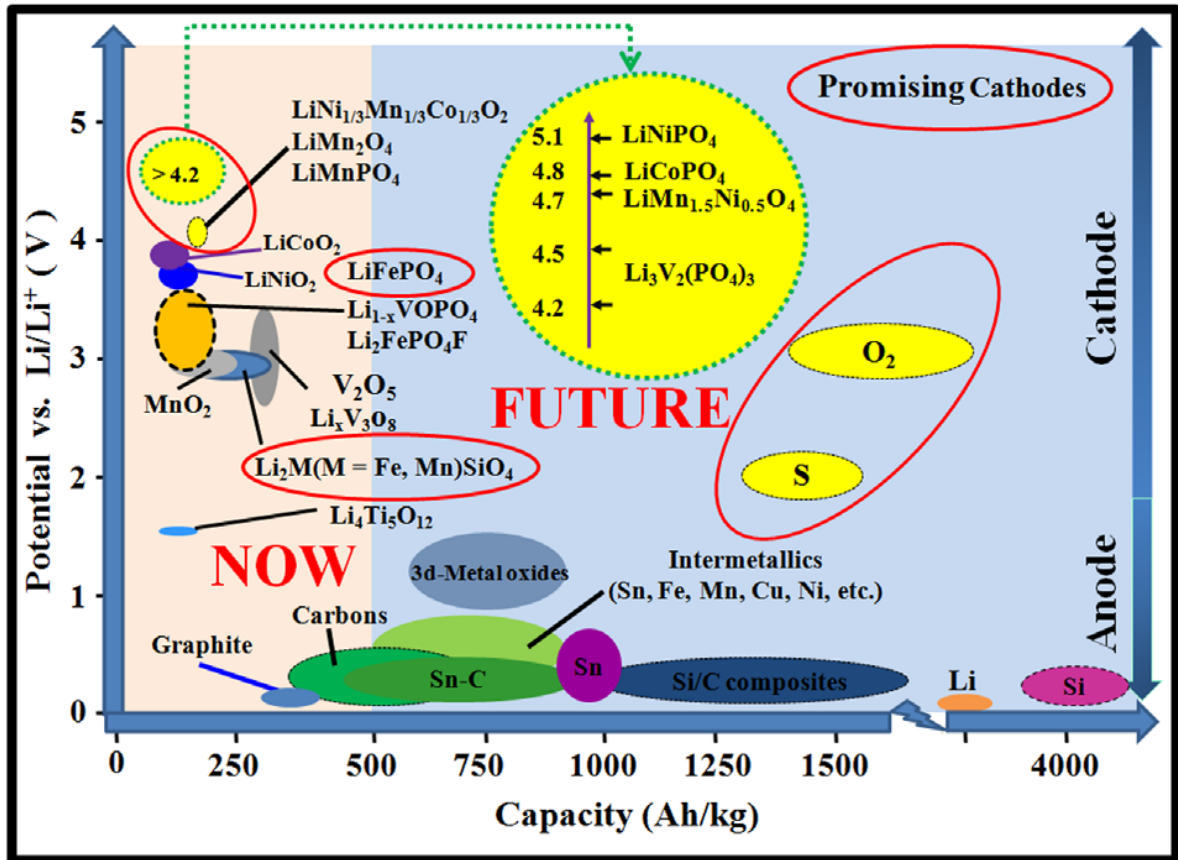 Potential vs. Li/Li⁺ ( V )
5
4
3
2
1
0
Promising Cathodes
LiNi₁/₃Mn₁/₃Co₁/₃O₂
LiMn₂O₄
LiMnPO₄
> 4.2
LiCoO₂
LiNiO₂
LiFePO₄
Li₁₋ₓVOPO₄
Li₂FePO₄F
MnO₂
V₂O₅
LiₓV₃o₈
Li₂M(M = Fe, Mn)SiO₄
Li₄Ti₅O₁₂
NOW
5.1 LiNiPO₄
4.8 LiCoPO₄
4.7 LiMn₁.₅Ni₀.₅O₄
4.5
Li₃V₂(PO₄)₃
4.2
FUTURE
O₂
S
Cathode
Anode
3d-Metal oxides
Intermetallics
(Sn, Fe, Mn, Cu, Ni, etc.)
Carbons
Graphite
Sn-C
Sn
Si/C composites
Li
Si
0 250 500 750 1000 1250 1500 4000
Capacity (Ah/kg)